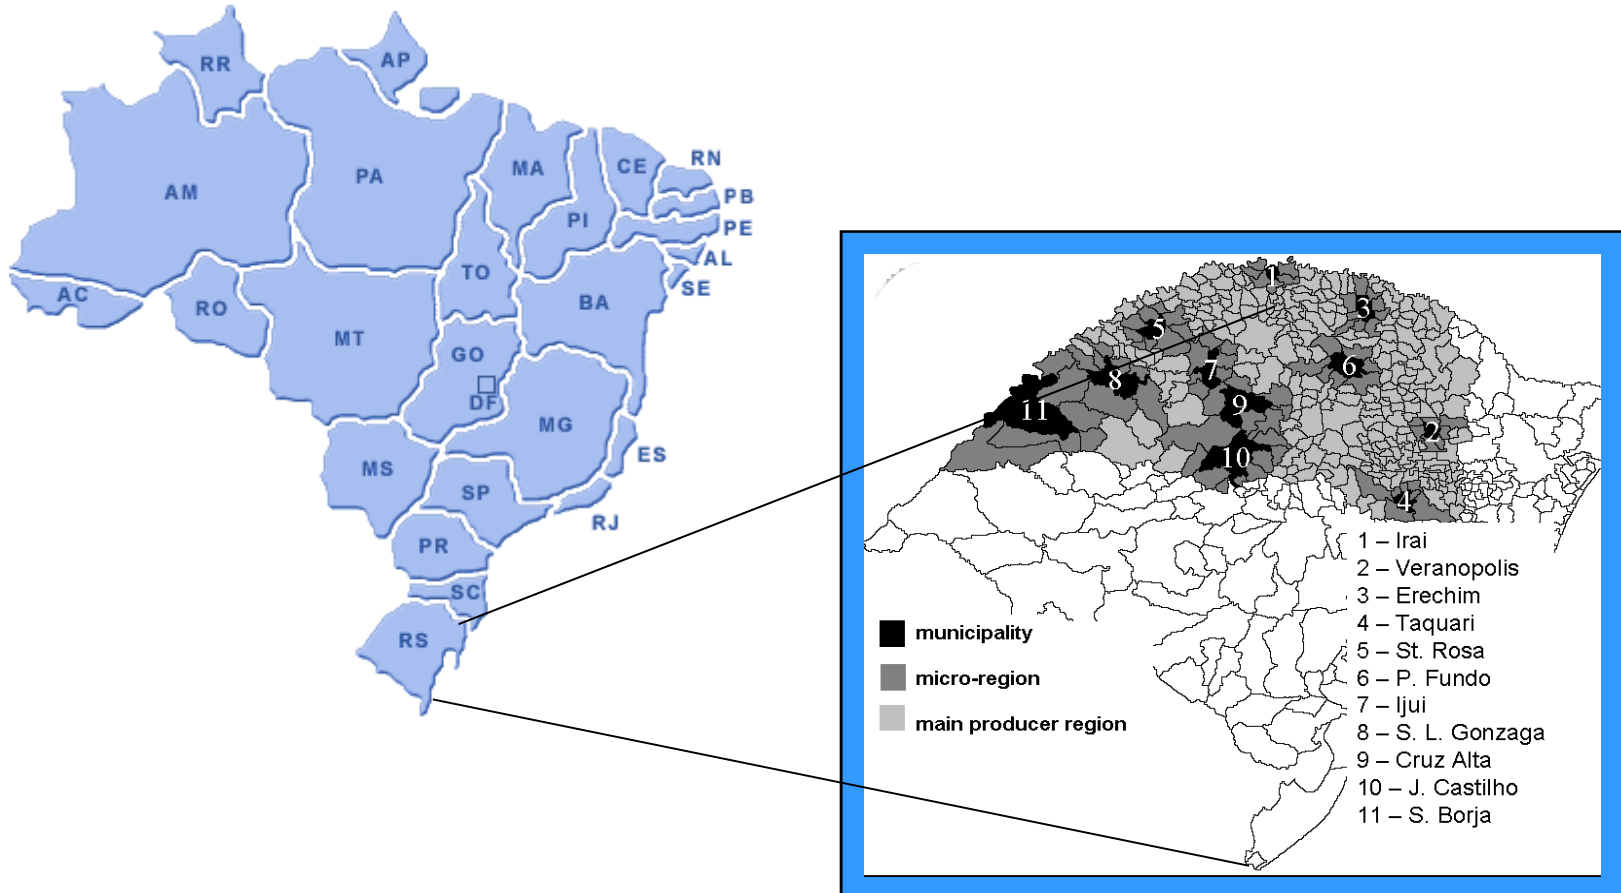 RR
AP
AM
PA
MA
CE
RN
PB
PI
PE
AL
SE
TO
BA
AC
RO
MT
GO
DF
MG
ES
MS
SP
RJ
PR
SC
RS
1
3
5
6
7
8
9
11
2
10
4
municipality
micro-region
main producer region
1 – Irai
2 – Veranopolis
3 – Erechim
4 – Taquari
5 – St. Rosa
6 – P. Fundo
7 – Ijui
8 – S. L. Gonzaga
9 – Cruz Alta
10 – J. Castilho
11 – S. Borja